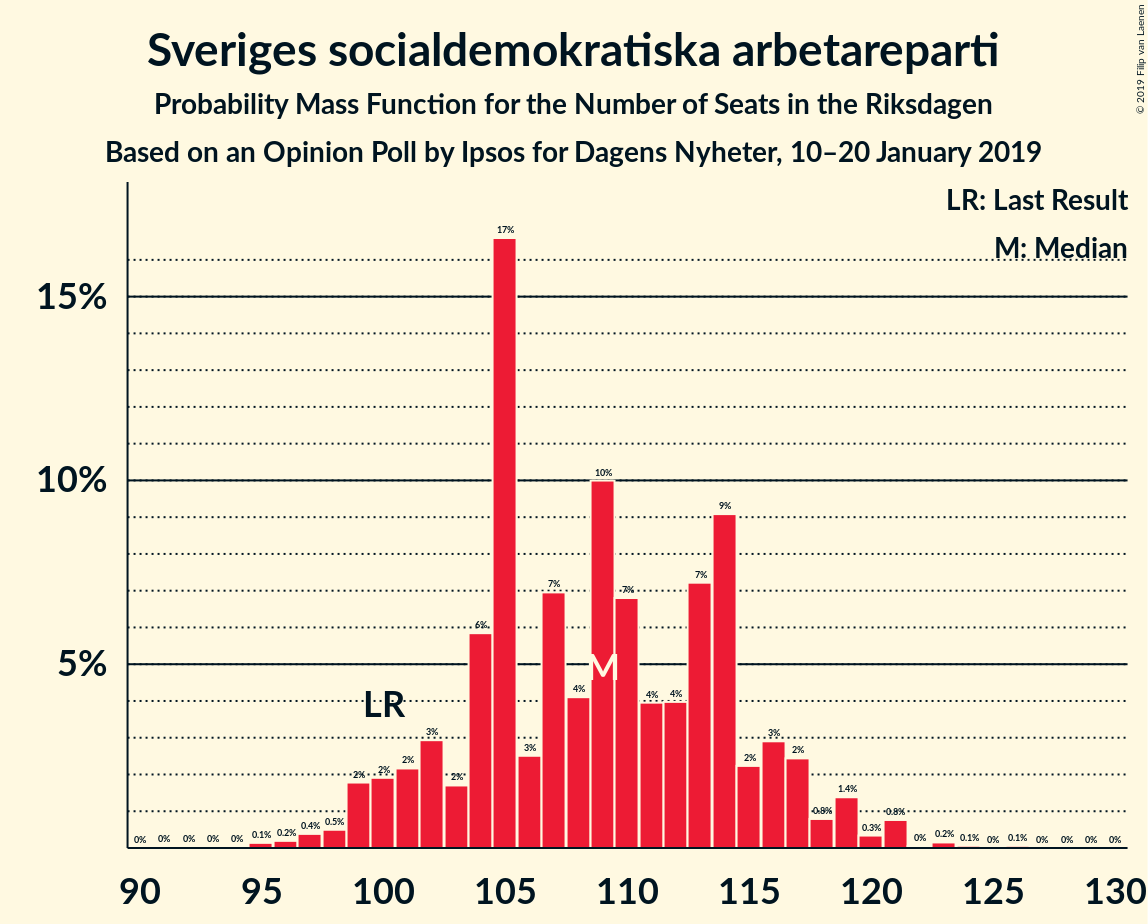 Sveriges socialdemokratiska arbetareparti
Probability Mass Function for the Number of Seats in the Riksdagen
Based on an Opinion Poll by Ipsos for Dagens Nyheter, 10–20 January 2019
© 2019 Filip van Laenen
LR: Last Result
M: Median
15%
10%
5%
LR
M
0% 0% 0% 0% 0% 0.1% 0.2% 0.4% 0.5% 2% 2% 2% 3% 2% 6% 17% 3% 7% 4% 10% 7% 4% 4% 7% 9% 2% 3% 2% 0.8% 1.4% 0.3% 0.8% 0% 0.2% 0.1% 0% 0.1% 0% 0% 0% 0%
90 95 100 105 110 115 120 125 130